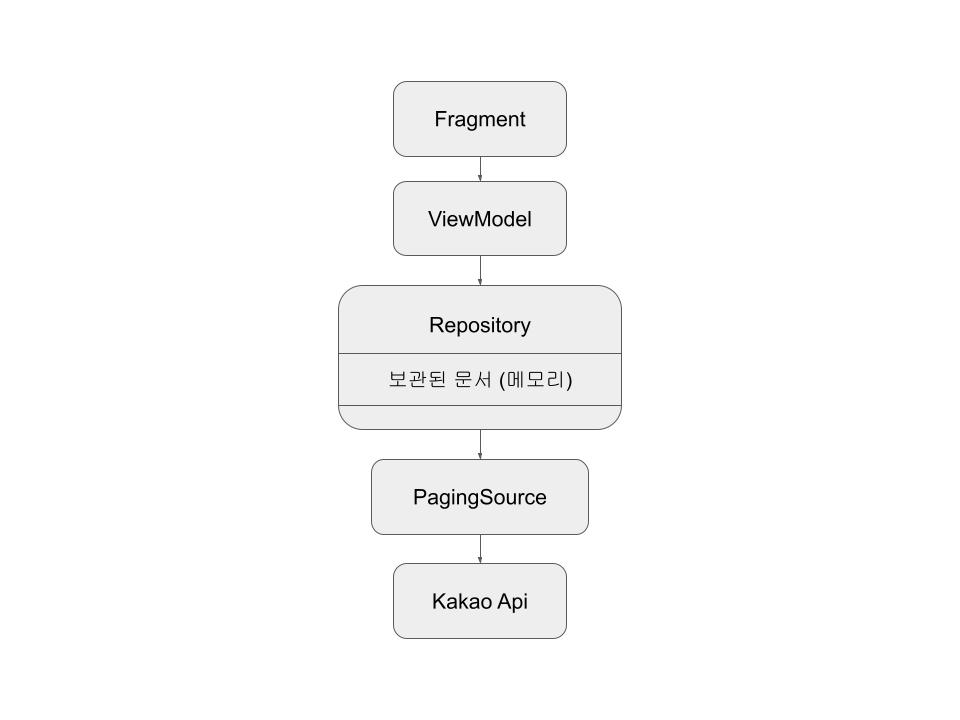 Fragment
ViewModel
Repository
보관된 문서 (메모리)
PagingSource
Kakao Api